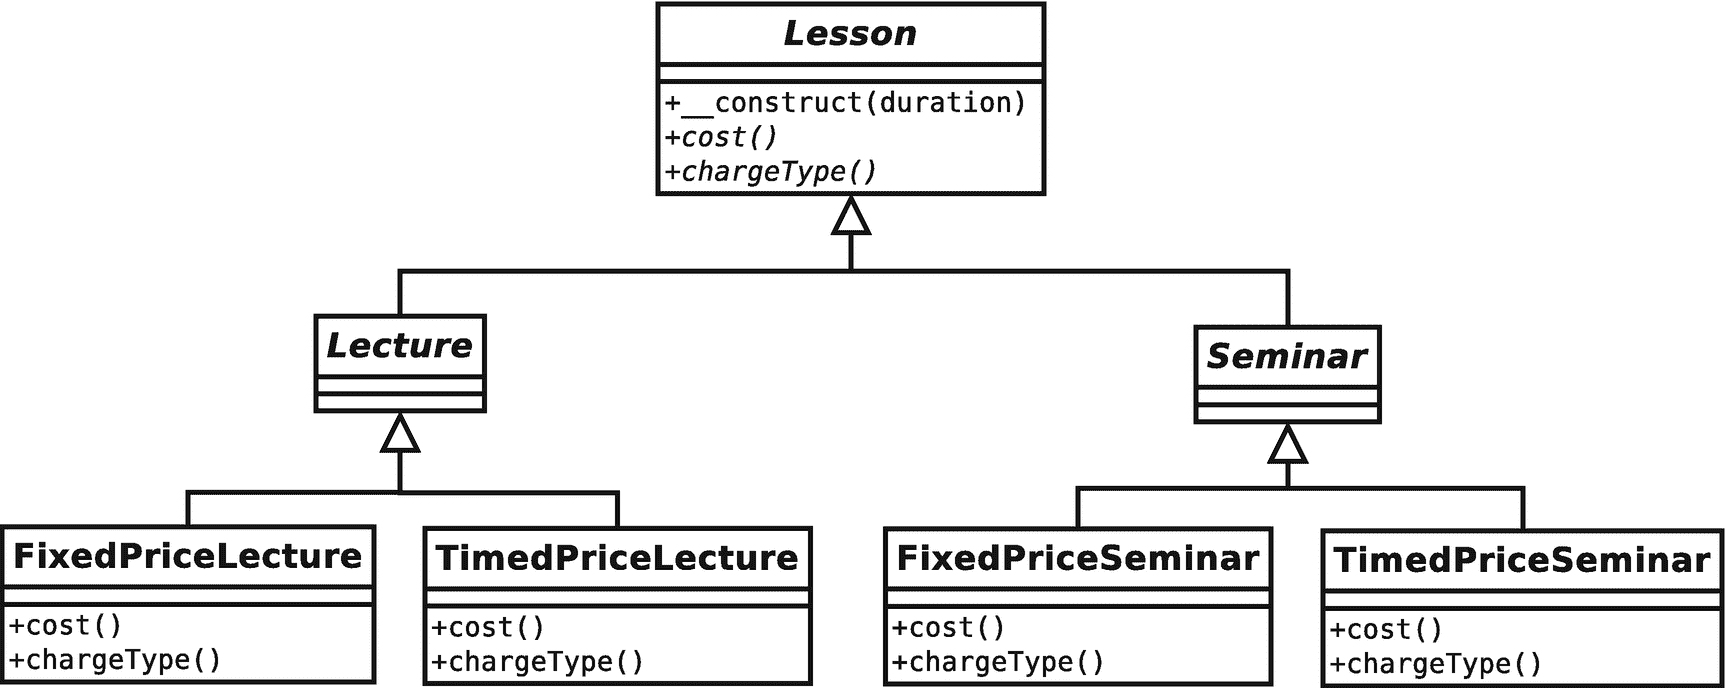 Lesson
+__construct(duration)
+cost()
+chargeType()
Lecture
Seminar
FixedPriceLecture
+cost()
+chargeType()
TimedPriceLecture
+cost()
+chargeType()
FixedPriceSeminar
+cost()
+chargeType()
TimedPriceSeminar
+cost()
+chargeType()